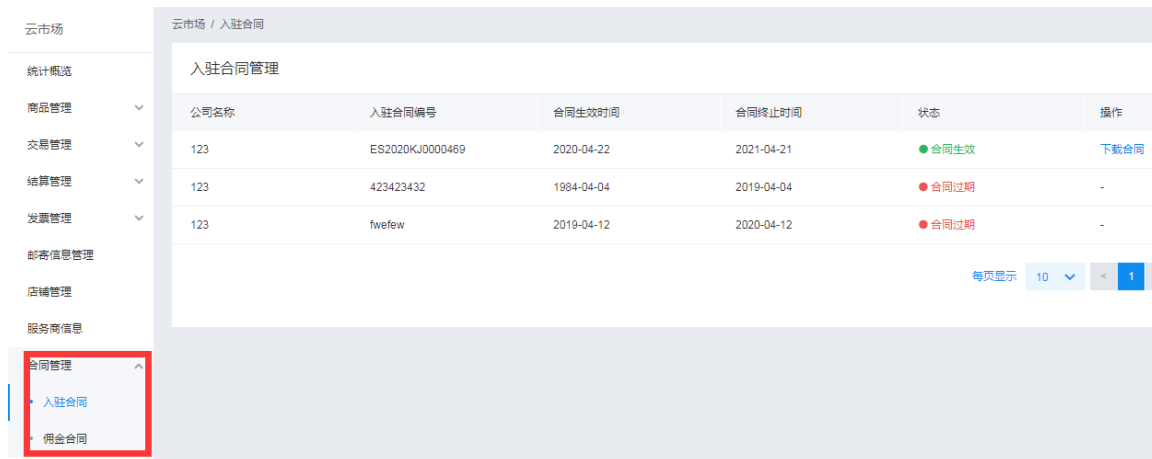 云市场
云市场 / 入驻合同
统计概览
商品管理
交易管理
结算管理
发票管理
邮寄信息管理
店铺管理
服务商信息
合同管理
入驻合同
佣金合同
入驻合同管理
公司名称 入驻合同编号 合同生效时间 合同终止时间 状态 操作
123 ES2020KJ0000469 2020-04-22 2021-04-21 合同生效 下载合同
123 423423432 1984-04-04 2019-04-04 合同过期 -
123 fwefew 2019-04-12 2020-04-12 合同过期 -
每页显示 10 < 1